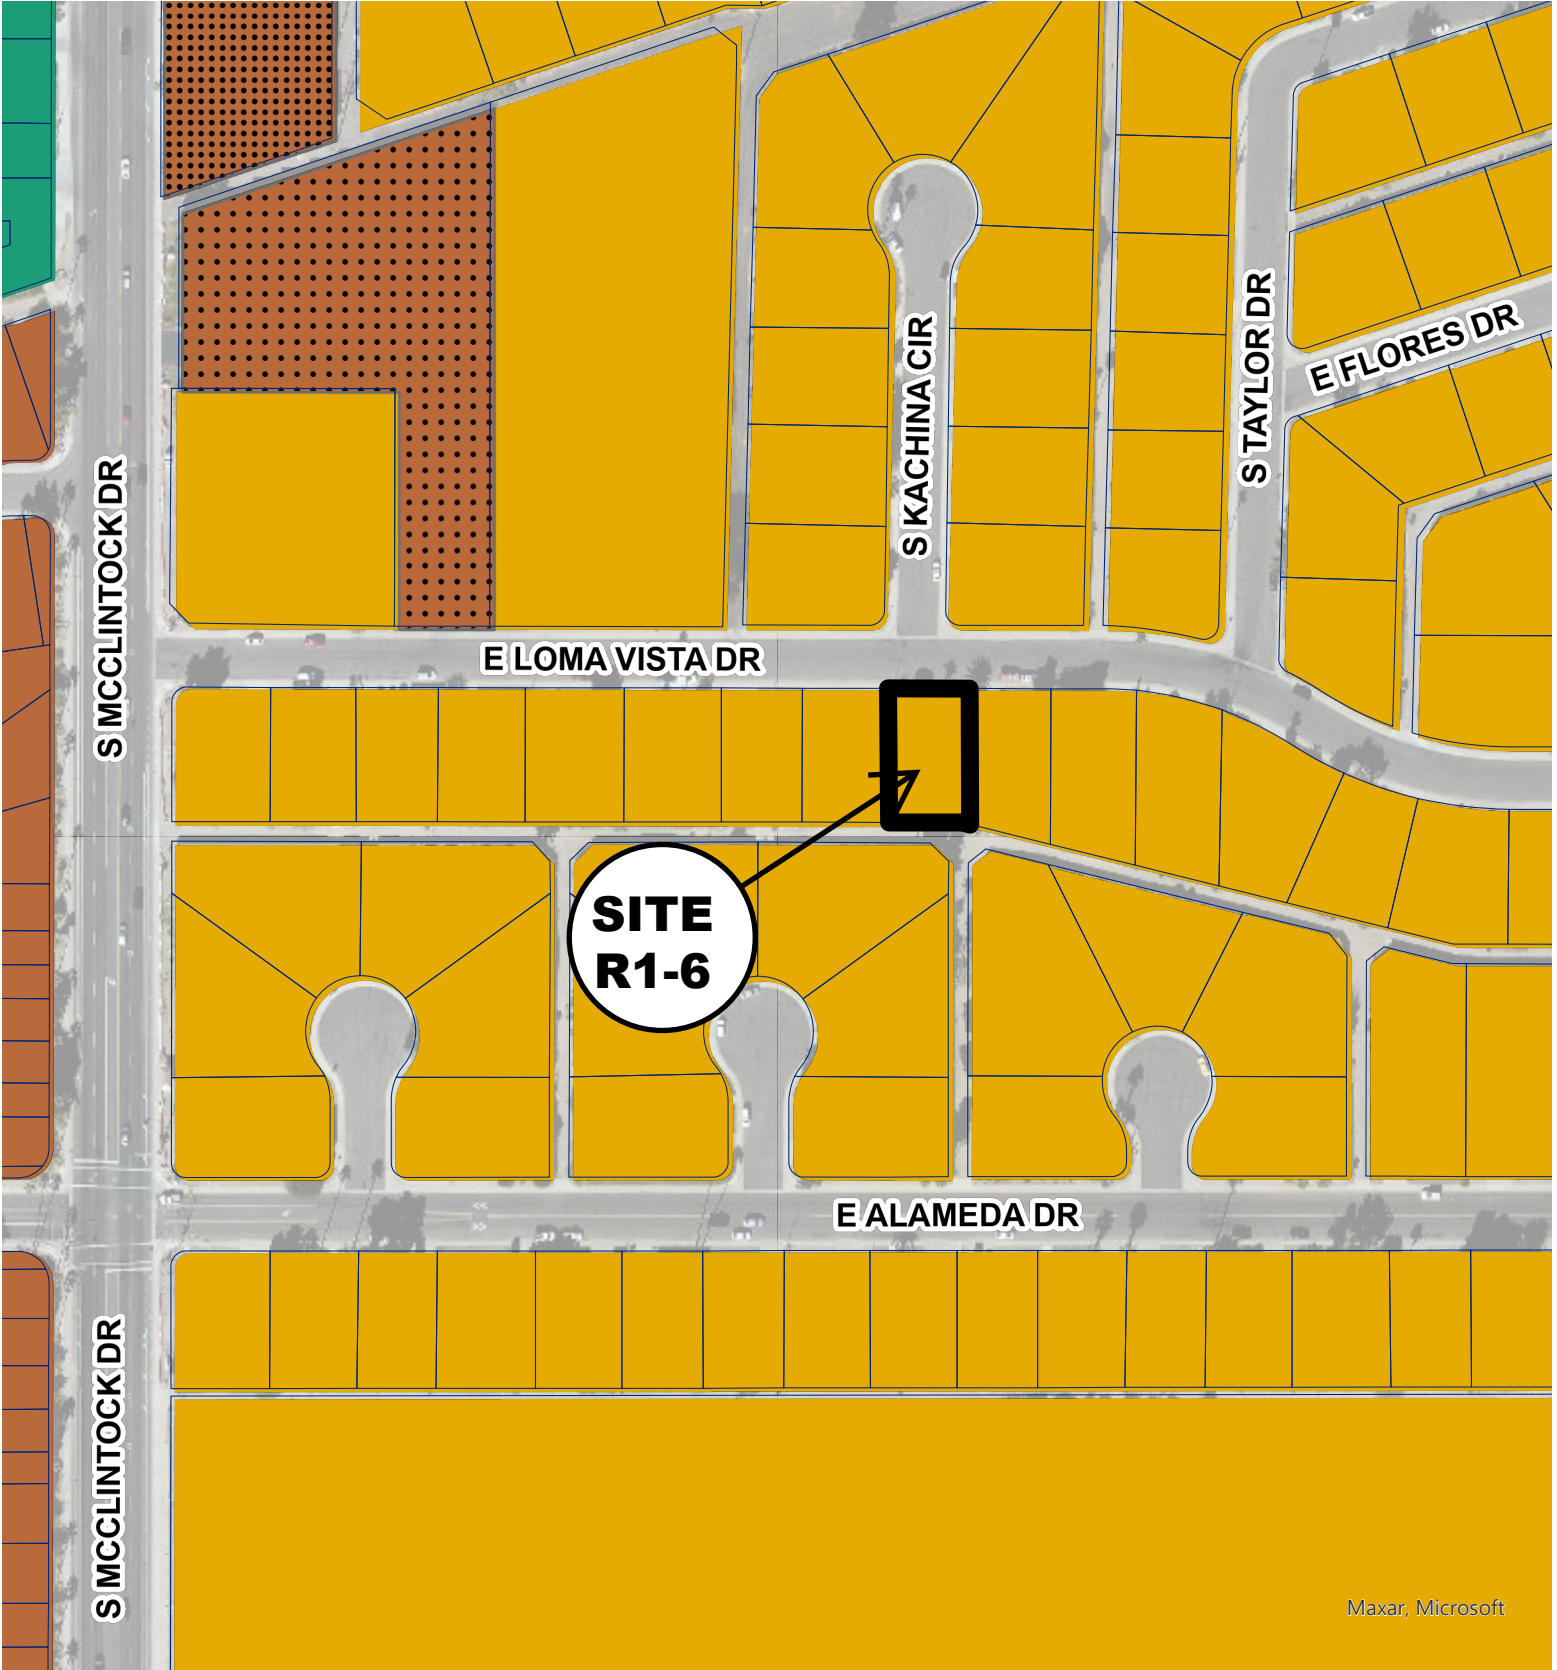 S TAYLOR DR
E FLORES DR
S KACHINA CIR
S MCCLINTOCK DR
E LOMA VISTA DR
SITE
R1-6
E ALAMEDA DR
S MCCLINTOCK DR
Maxar, Microsoft